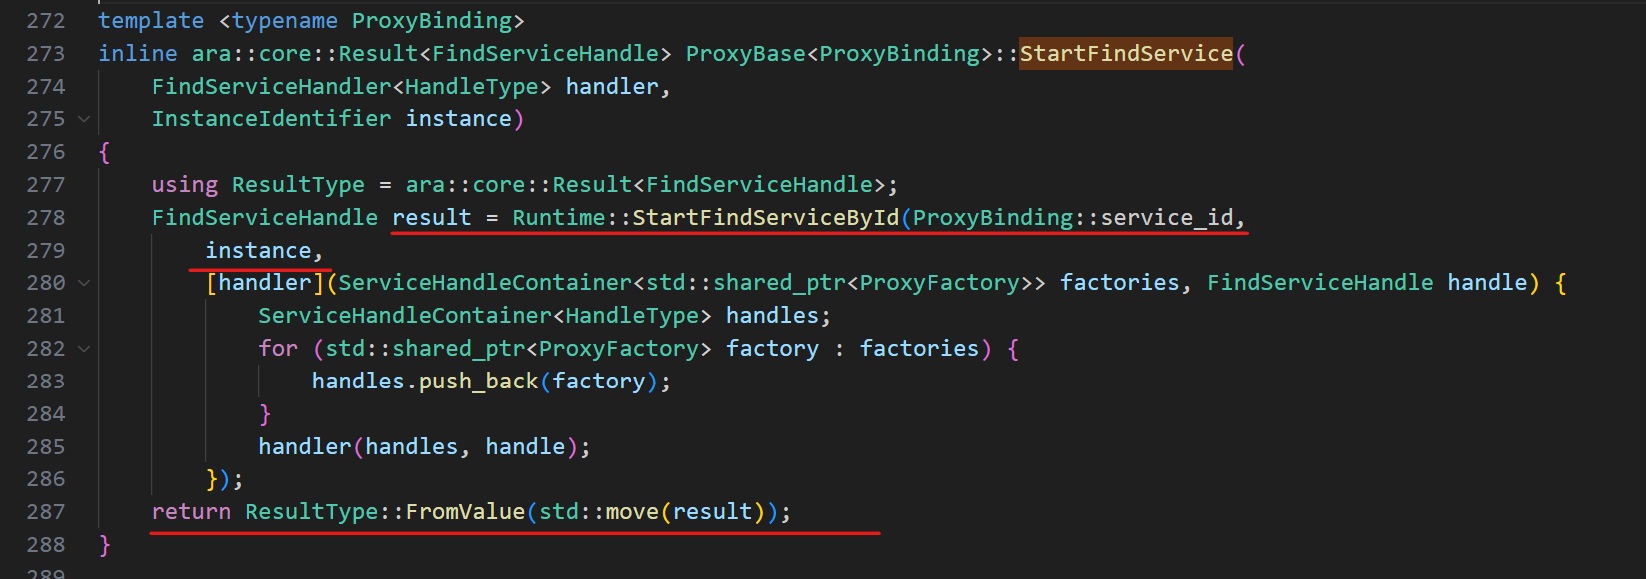 272 template <typename ProxyBinding>
273 inline ara::core::Result<FindServiceHandle> ProxyBase<ProxyBinding>::StartFindService(
274     FindServiceHandler<HandleType> handler,
275     InstanceIdentifier instance)
276 {
277     using ResultType = ara::core::Result<FindServiceHandle>;
278     FindServiceHandle result = Runtime::StartFindServiceById(ProxyBinding::service_id,
279         instance,
280         [handler](ServiceHandleContainer<std::shared_ptr<ProxyFactory>> factories, FindServiceHandle handle) {
281             ServiceHandleContainer<HandleType> handles;
282             for (std::shared_ptr<ProxyFactory> factory : factories) {
283                 handles.push_back(factory);
284             }
285             handler(handles, handle);
286         });
287     return ResultType::FromValue(std::move(result));
288 }
289